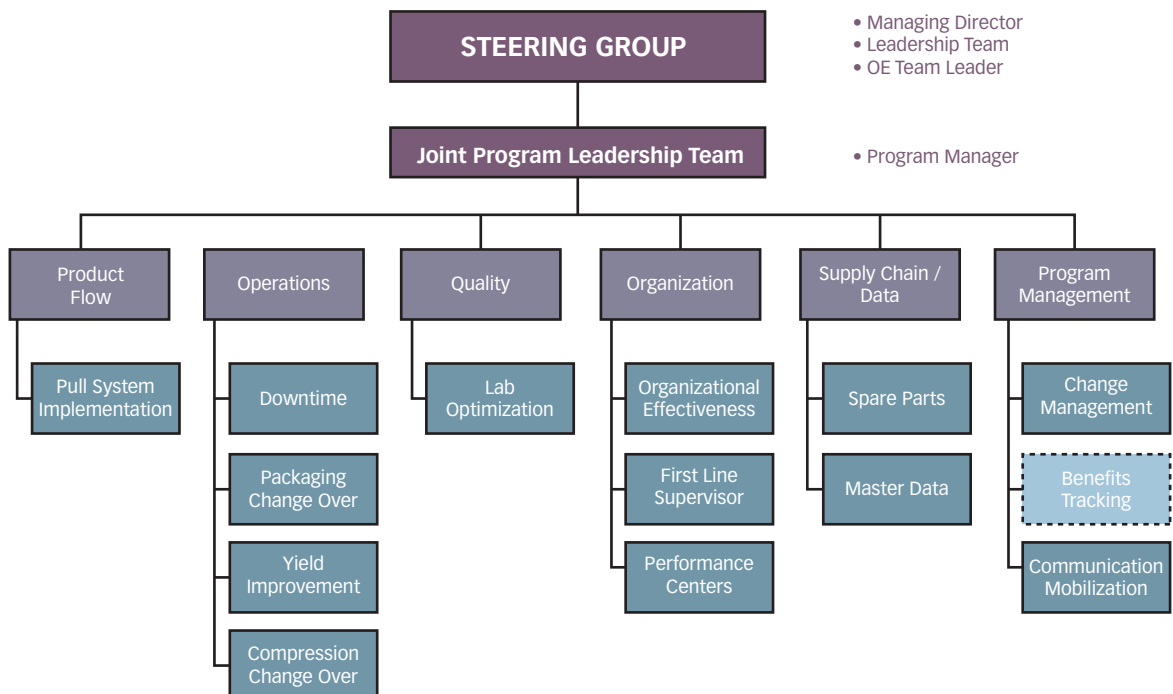 STEERING GROUP
• Managing Director
• Leadership Team
• OE Team Leader
Joint Program Leadership Team
• Program Manager
Product
Flow
Operations
Quality
Organization
Supply Chain /
Data
Program
Management
Pull System
Implementation
Downtime
Packaging
Change Over
Yield
Improvement
Compression
Change Over
Lab
Optimization
Organizational
Effectiveness
First Line
Supervisor
Performance
Centers
Spare Parts
Master Data
Change
Management
Benefits
Tracking
Communication
Mobilization